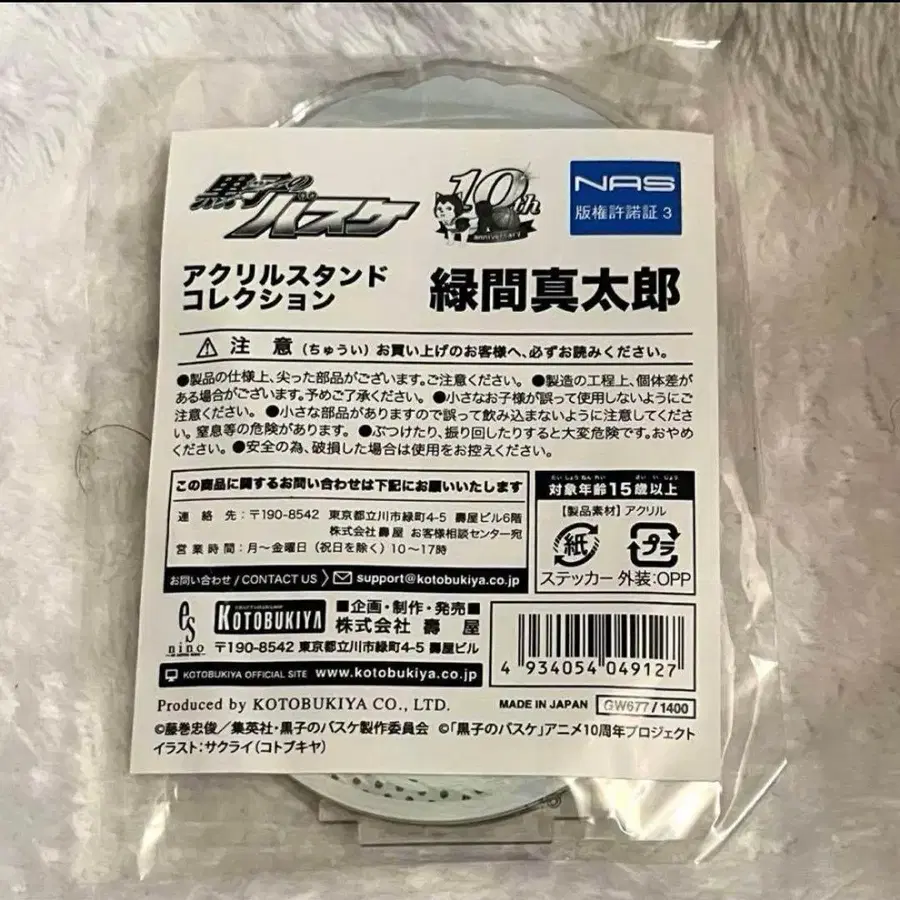 黒子のバスケ
10th
ANNIVERSARY
NAS
版権許諾証 3
アクリルスタンド
コレクション
緑間真太郎
⚠ 注 意 (ちゅうい) お買い上げのお客様へ、必ずお読みください。
●製品の仕様上、尖った部品がございます。ご注意ください。 ●製造の工程上、個体差が
ある場合がございます。予めご了承ください。 ●小さなお子様が誤って使用しないようにご
注意ください。 ●小さな部品がありますので誤って飲み込まないように注意してくださ
い。窒息等の危険があります。 ●ぶつけたり、振り回したりすると大変危険です。おやめ
ください。●安全の為、破損した場合は使用をお控えください。
この商品に関するお問い合わせは下記にお願いいたします
連 絡 先:〒190-8542 東京都立川市緑町4-5 壽屋ビル6階
株式会社 壽屋 お客様相談センター宛
営業時間:月〜金曜日(祝日を除く)10〜17時
お問い合わせ/CONTACT US support@kotobukiya.co.jp
たいしょうねんれい さい いじょう
対象年齢15歳以上
【製品素材】アクリル
紙 プラ
ステッカー 外装:OPP
es
nino
KOTOBUKIYA
■企画・制作・発売■
株式会社 壽 屋
〒190-8542 東京都立川市緑町4-5 壽屋ビル
KOTOBUKIYA OFFICIAL SITE www.kotobukiya.co.jp
4 934054 049127
Produced by KOTOBUKIYA CO., LTD.
MADE IN JAPAN GW677/1400
©藤巻忠俊/集英社・黒子のバスケ製作委員会 ©「黒子のバスケ」アニメ10周年プロジェクト
イラスト:サクライ(コトブキヤ)